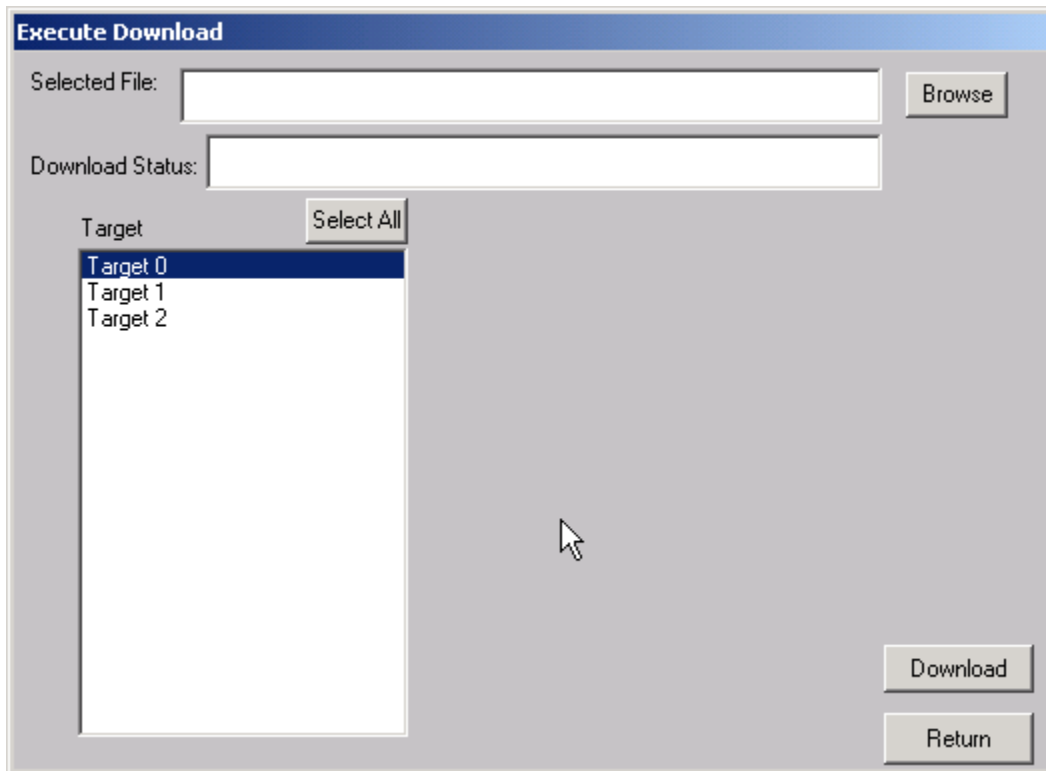 Execute Download
Selected File:
Browse
Download Status:
Target
Select All
Target 0
Target 1
Target 2
Download
Return